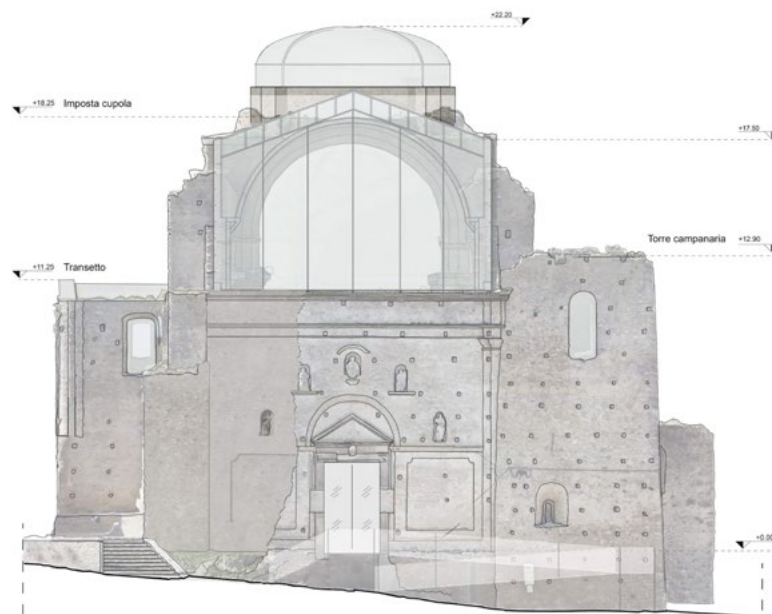 +22.20
+18.25 Imposta cupola
+17.50
Torre campanaria +12.90
+11.25 Transetto
+0.00